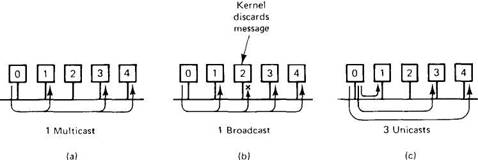 Kernel
discards
message
0 1 2 3 4
0 1 2 3 4
0 1 2 3 4
1 Multicast
1 Broadcast
3 Unicasts
(a)
(b)
(c)